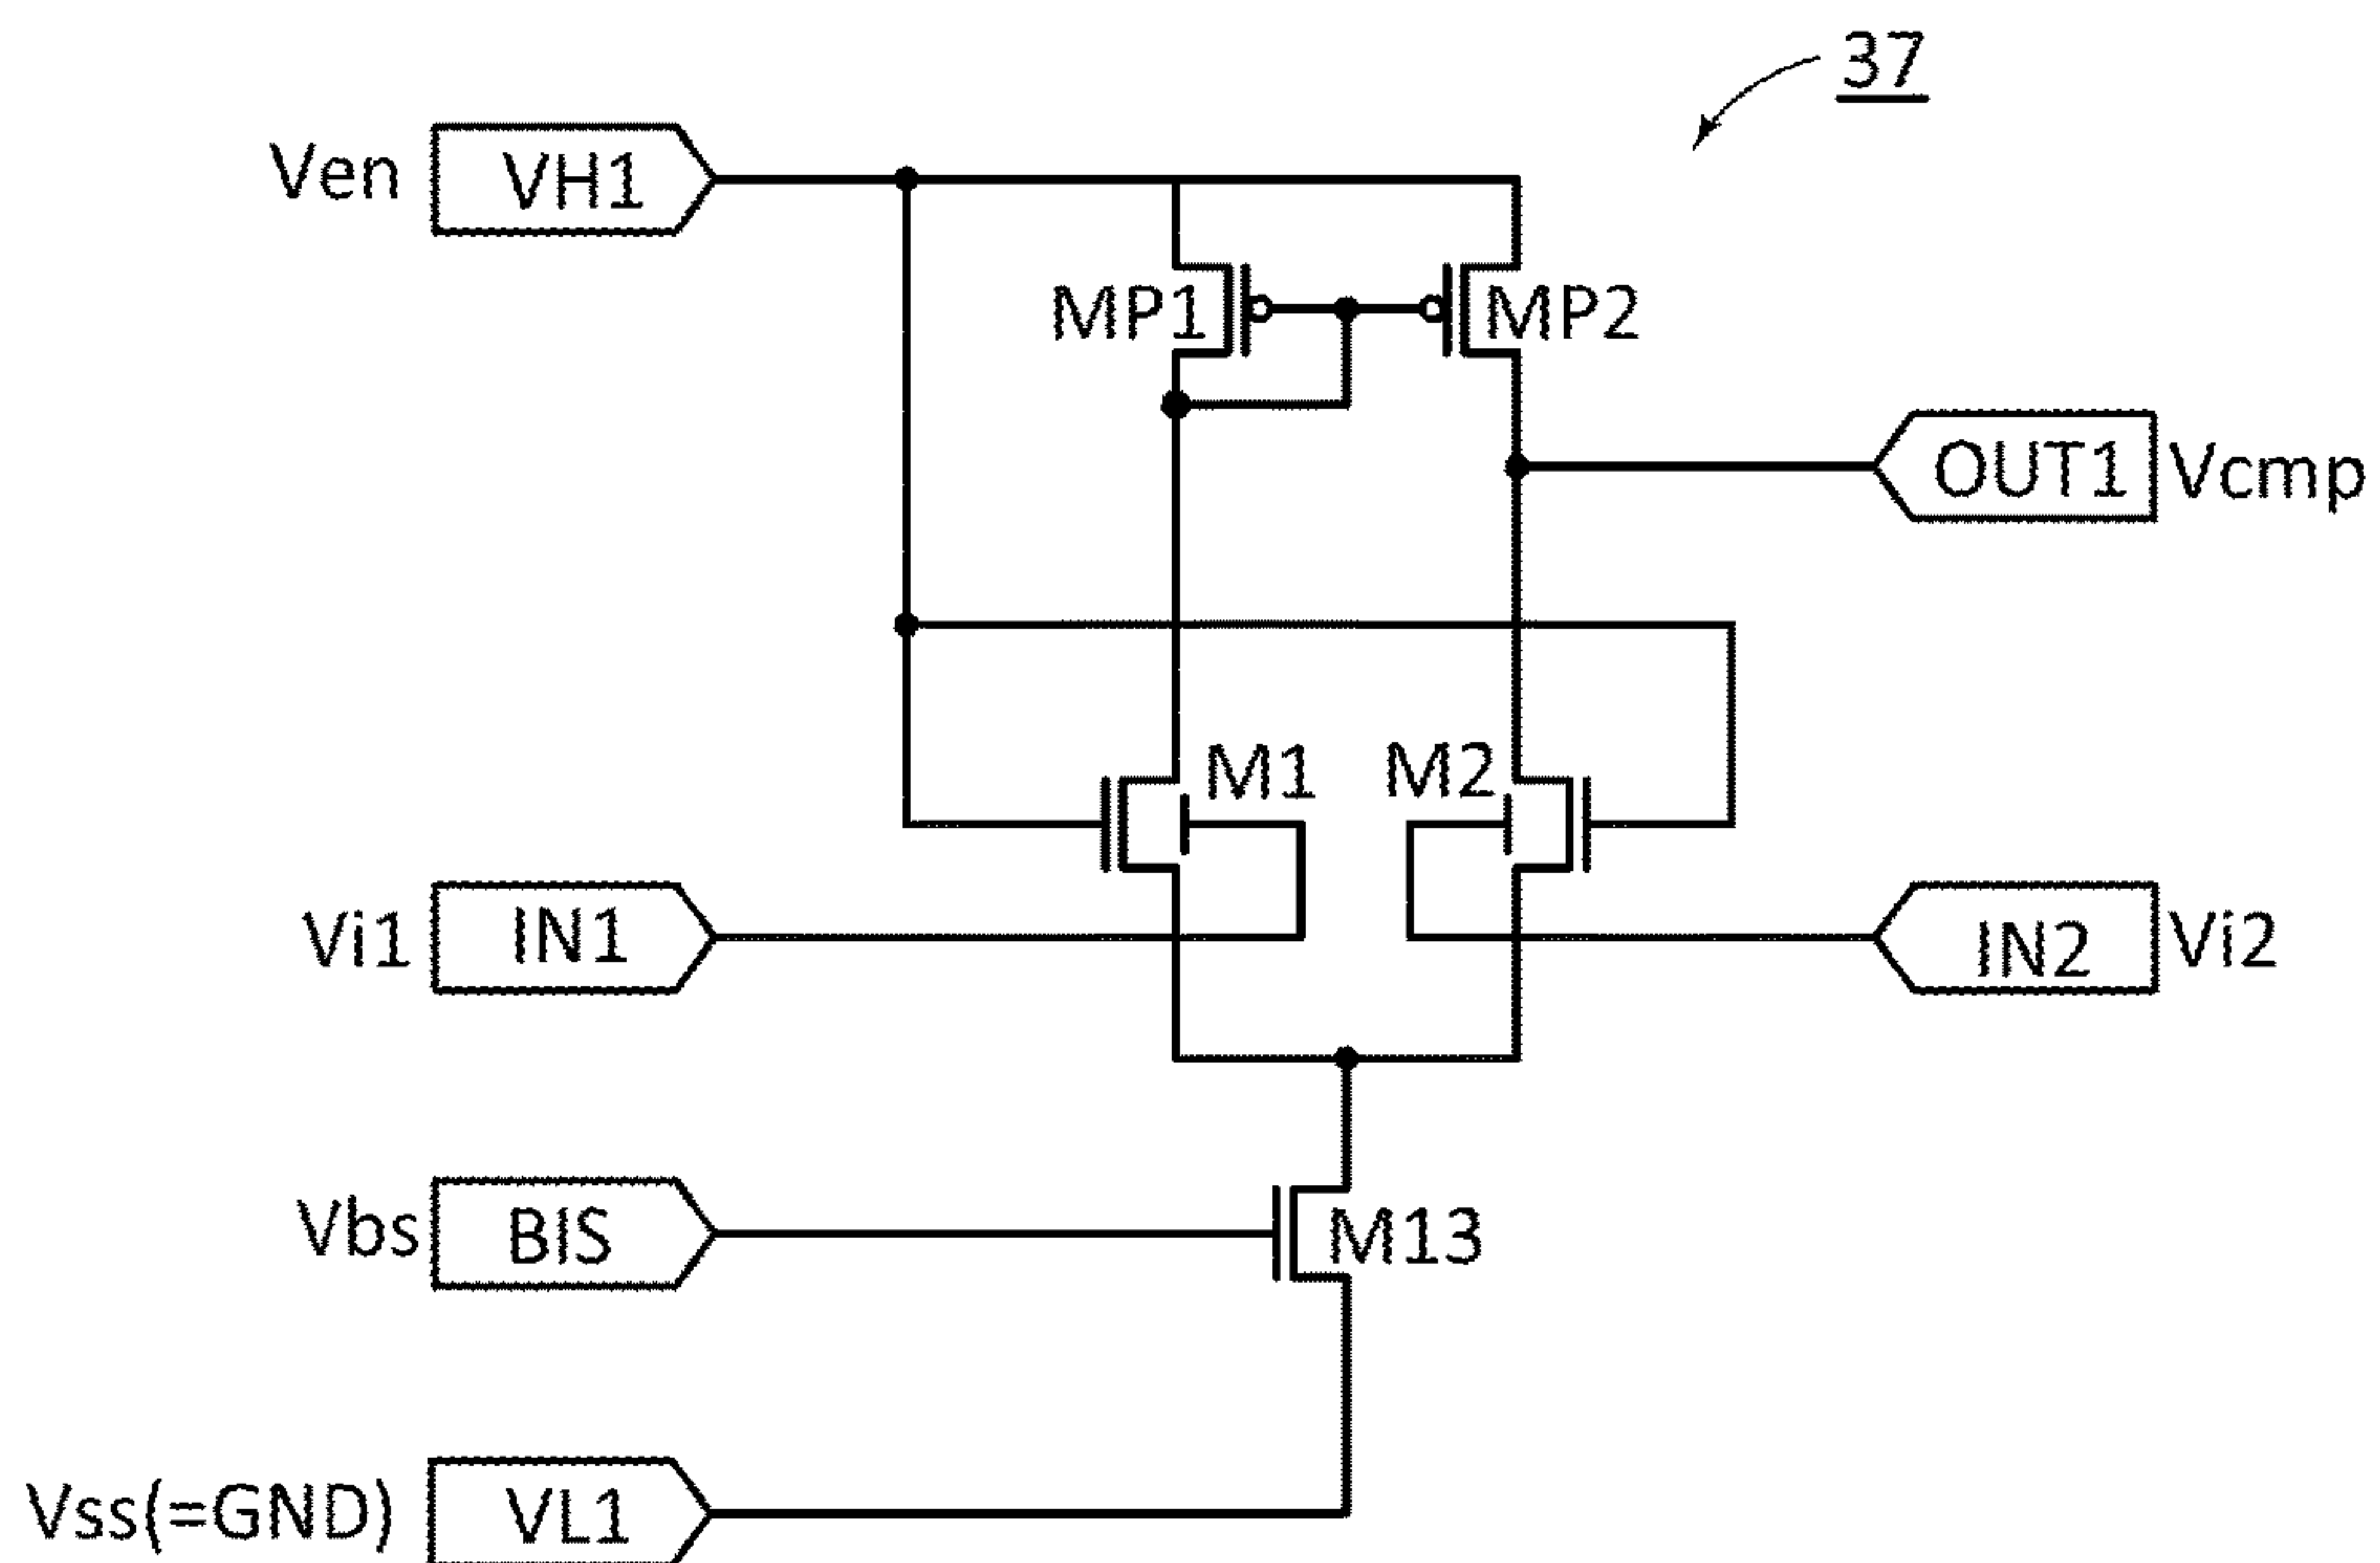 37
Ven VH1
MP1 MP2
OUT1 Vcmp
M1 M2
Vi1 IN1
IN2 Vi2
Vbs BIS
M13
Vss(=GND) VL1